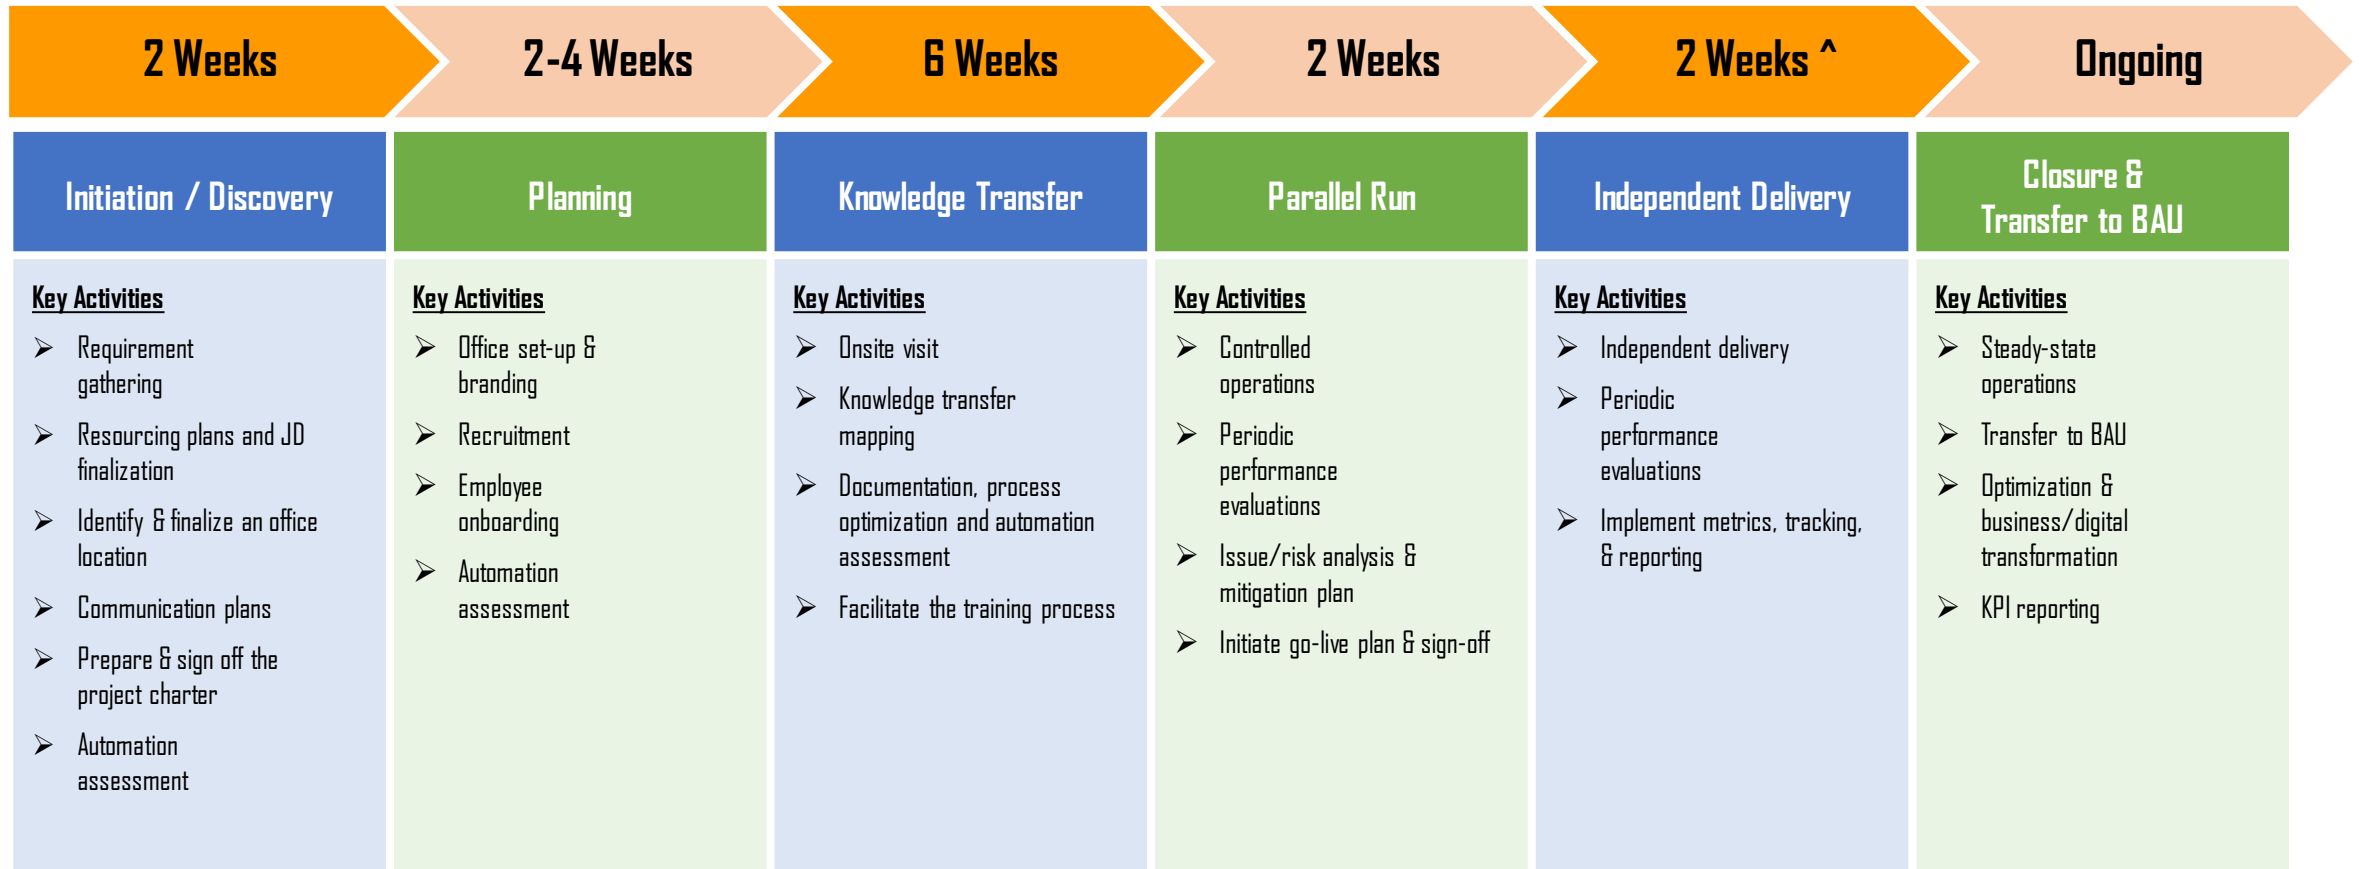 2 Weeks
2-4 Weeks
6 Weeks
2 Weeks
2 Weeks ^
Ongoing
Initiation / Discovery
Planning
Knowledge Transfer
Parallel Run
Independent Delivery
Closure &
Transfer to BAU
Key Activities
➢ Requirement
gathering
➢ Resourcing plans and JD
finalization
➢ Identify & finalize an office
location
➢ Communication plans
➢ Prepare & sign off the
project charter
➢ Automation
assessment
Key Activities
➢ Office set-up &
branding
➢ Recruitment
➢ Employee
onboarding
➢ Automation
assessment
Key Activities
➢ Onsite visit
➢ Knowledge transfer
mapping
➢ Documentation, process
optimization and automation
assessment
➢ Facilitate the training process
Key Activities
➢ Controlled
operations
➢ Periodic
performance
evaluations
➢ Issue/risk analysis &
mitigation plan
➢ Initiate go-live plan & sign-off
Key Activities
➢ Independent delivery
➢ Periodic
performance
evaluations
➢ Implement metrics, tracking,
& reporting
Key Activities
➢ Steady-state
operations
➢ Transfer to BAU
➢ Optimization &
business/digital
transformation
➢ KPI reporting